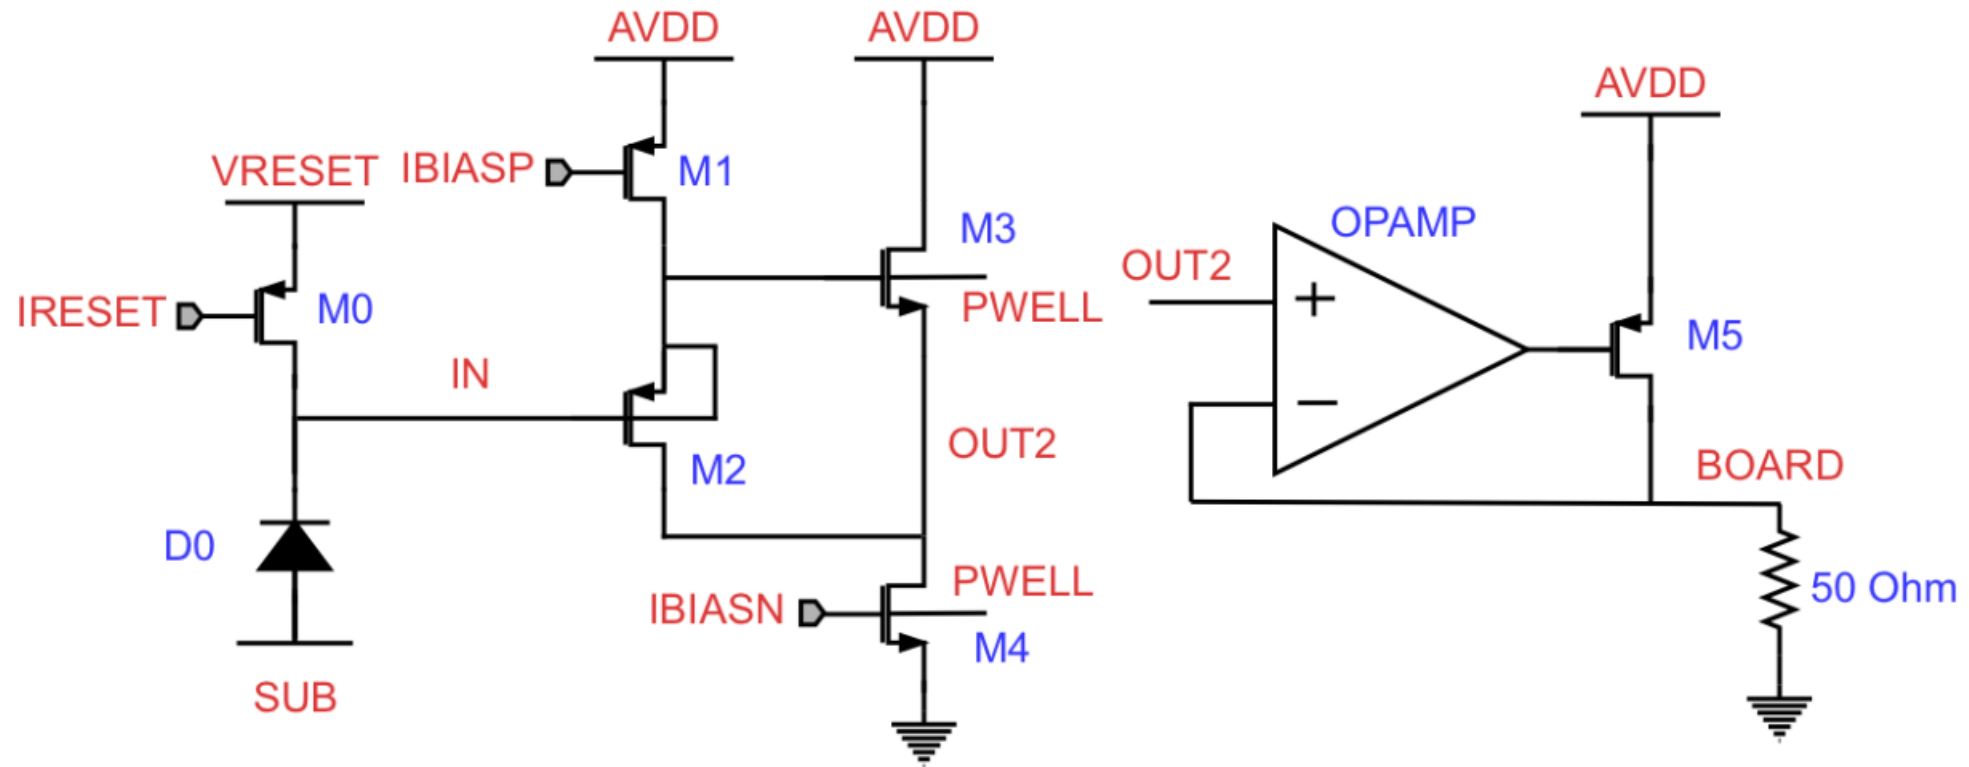 AVDD
AVDD
AVDD
VRESET
IBIASP
M1
M3
OPAMP
OUT2
IRESET
M0
PWELL
+
M5
IN
−
M2
OUT2
BOARD
D0
PWELL
IBIASN
50 Ohm
M4
SUB